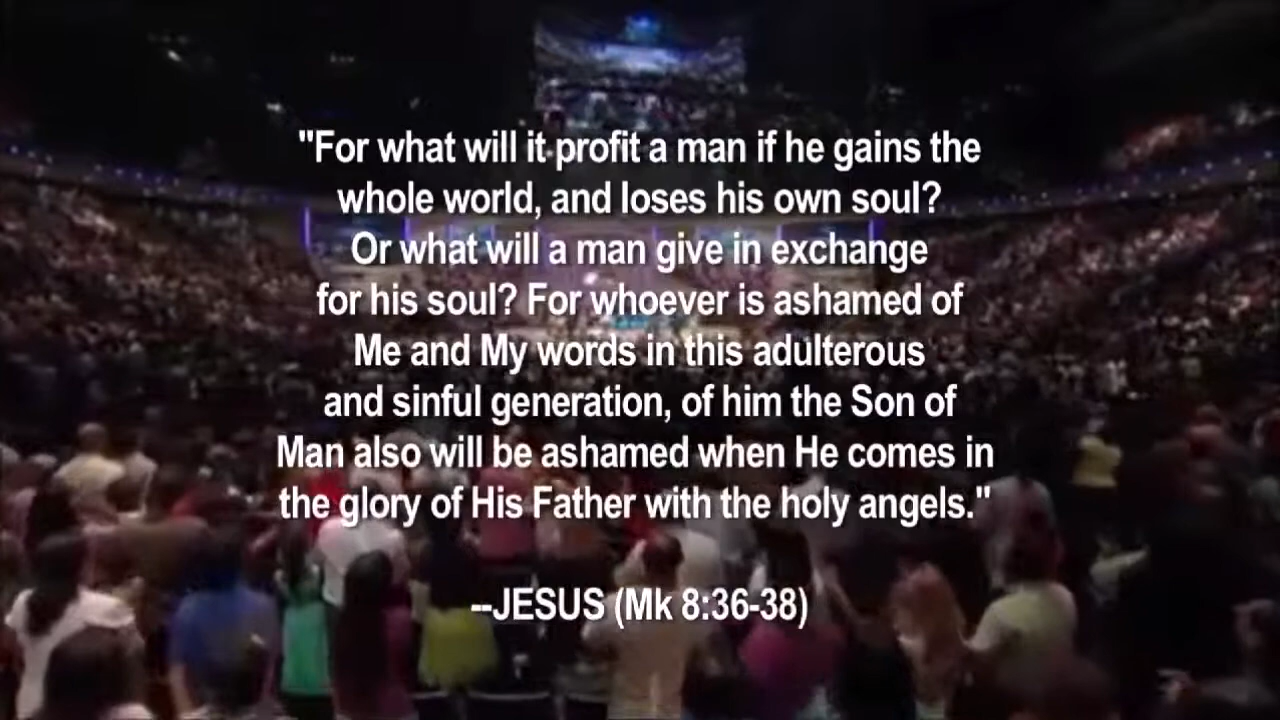 "For what will it profit a man if he gains the
whole world, and loses his own soul?
Or what will a man give in exchange
for his soul? For whoever is ashamed of
Me and My words in this adulterous
and sinful generation, of him the Son of
Man also will be ashamed when He comes in
the glory of His Father with the holy angels."
--JESUS (Mk 8:36-38)